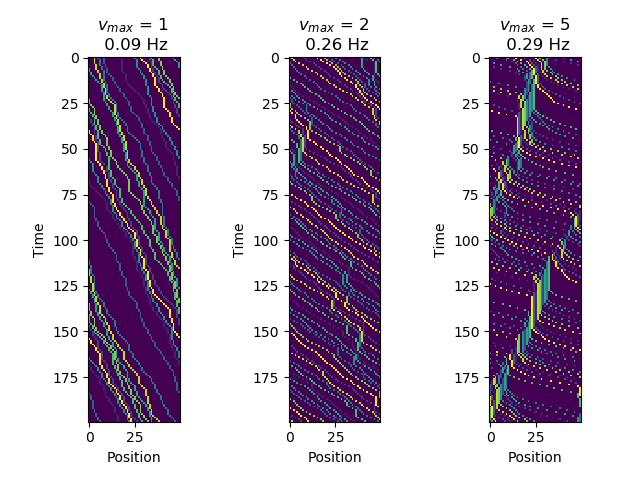 v_max = 1
0.09 Hz
0
25
50
75
100
125
150
175
Time
0 25
Position
v_max = 2
0.26 Hz
0
25
50
75
100
125
150
175
Time
0 25
Position
v_max = 5
0.29 Hz
0
25
50
75
100
125
150
175
Time
0 25
Position